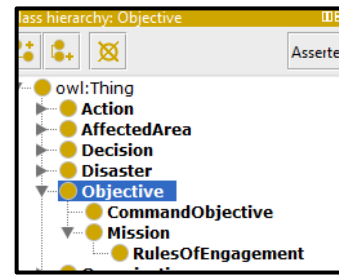 lass hierarchy: Objective
Asserte
owl:Thing
Action
AffectedArea
Decision
Disaster
Objective
CommandObjective
Mission
RulesOfEngagement